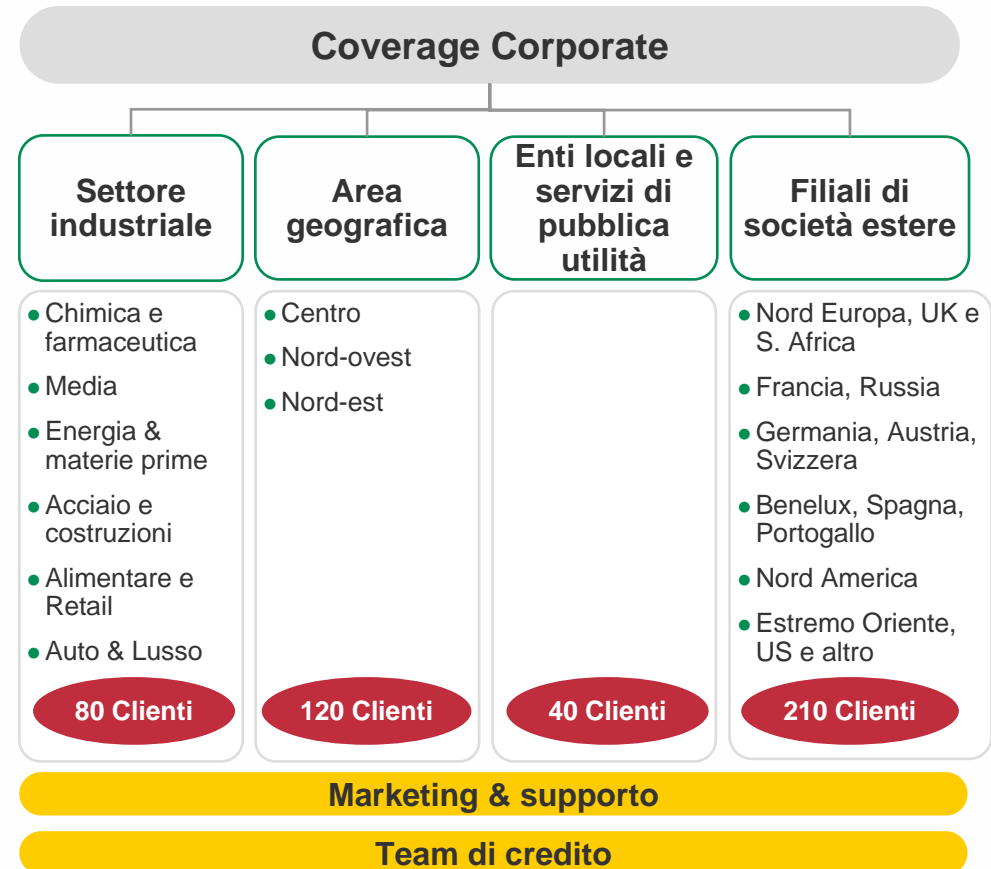 Coverage Corporate
Settore
industriale
Area
geografica
Enti locali e
servizi di
pubblica
utilità
Filiali di
società estere
• Chimica e
farmaceutica
• Media
• Energia &
materie prime
• Acciaio e
costruzioni
• Alimentare e
Retail
• Auto & Lusso
80 Clienti
• Centro
• Nord-ovest
• Nord-est
120 Clienti
40 Clienti
• Nord Europa, UK e
S. Africa
• Francia, Russia
• Germania, Austria,
Svizzera
• Benelux, Spagna,
Portogallo
• Nord America
• Estremo Oriente,
US e altro
210 Clienti
Marketing & supporto
Team di credito